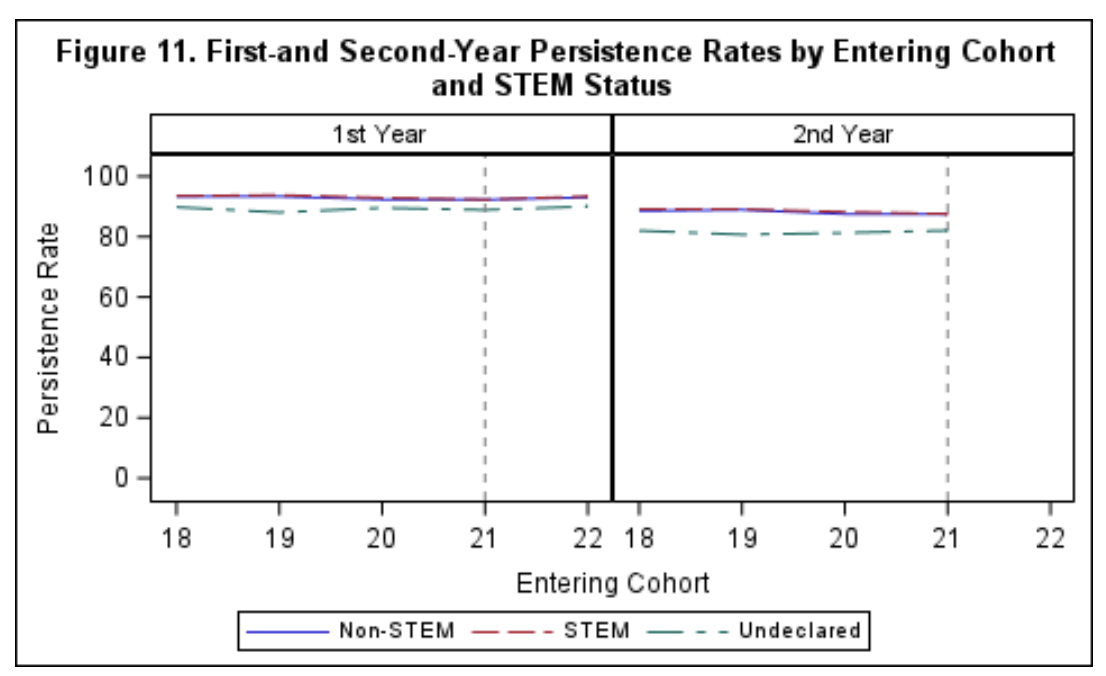 Figure 11. First-and Second-Year Persistence Rates by Entering Cohort
and STEM Status
1st Year
2nd Year
Persistence Rate
100
80
60
40
20
0
18 19 20 21 22 18 19 20 21 22
Entering Cohort
Non-STEM STEM Undeclared